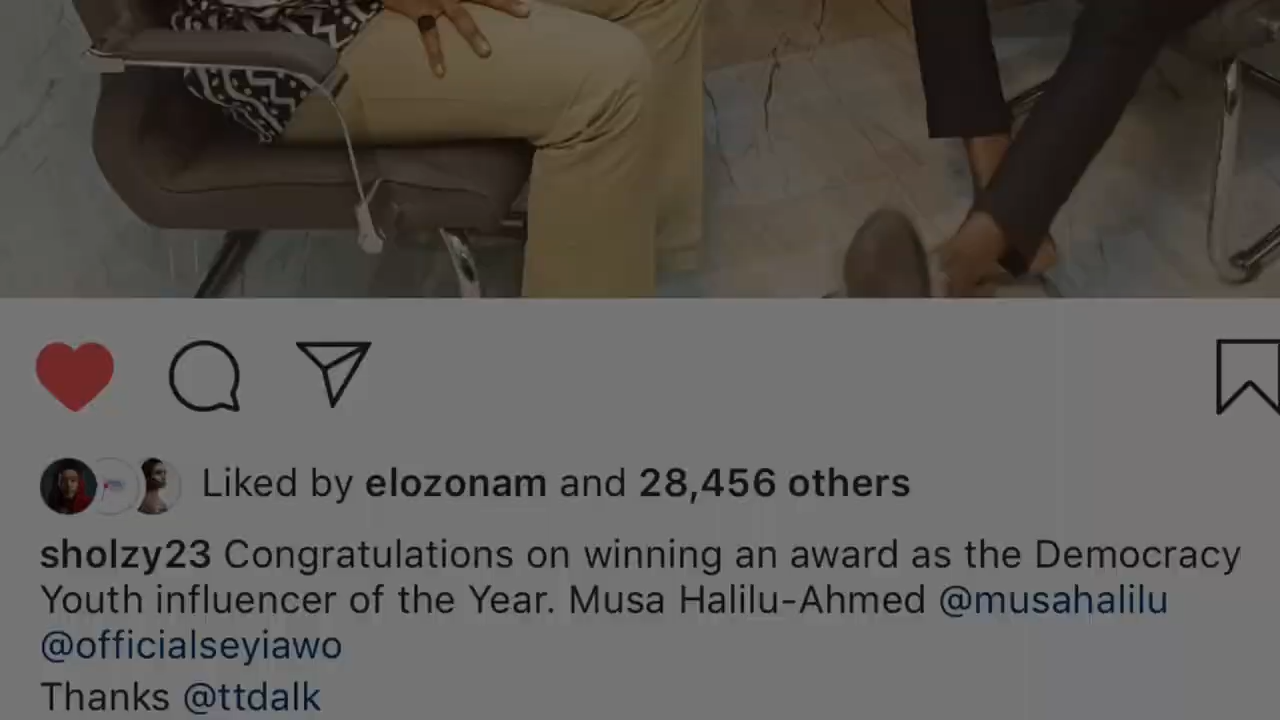 Liked by elozonam and 28,456 others
sholzy23 Congratulations on winning an award as the Democracy
Youth influencer of the Year. Musa Halilu-Ahmed @musahalilu
@officialseyiawo
Thanks @ttdalk